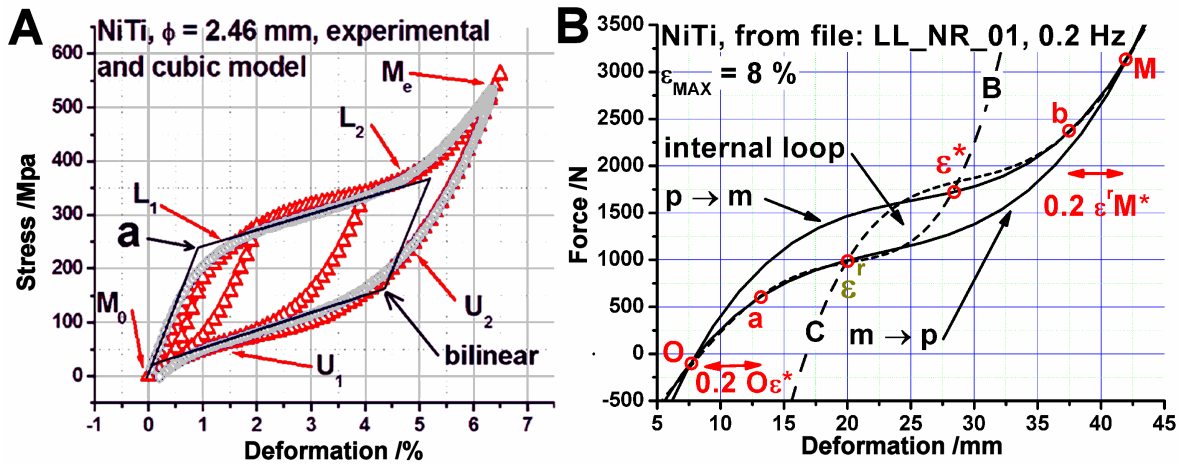 A
NiTi, ϕ = 2.46 mm, experimental
and cubic model
600
500
400
300
200
100
0
Stress /Mpa
-1 0 1 2 3 4 5 6 7
Deformation /%
Me
L2
L1
a
M0
U2
U1
bilinear
B
NiTi, from file: LL_NR_01, 0.2 Hz
εMAX = 8 %
3500
3000
2500
2000
1500
1000
500
0
-500
Force /N
5 10 15 20 25 30 35 40 45
Deformation /mm
B
M
b
internal loop
ε*
p → m
0.2 εrM*
εr
a
C
m → p
O
0.2 Oε*